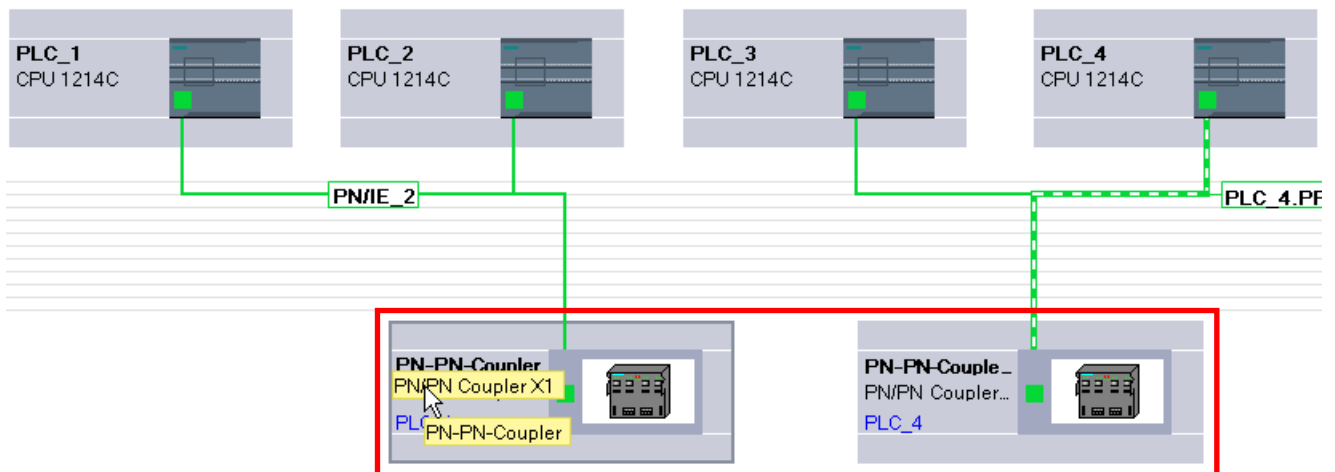 PLC_1
CPU 1214C
PLC_2
CPU 1214C
PLC_3
CPU 1214C
PLC_4
CPU 1214C
PN/IE_2
PLC_4.PR
PN-PN-Coupler
PN/PN Coupler X1
PLC
PN-PN-Coupler
PN-PN-Couple_
PN/PN Coupler...
PLC_4